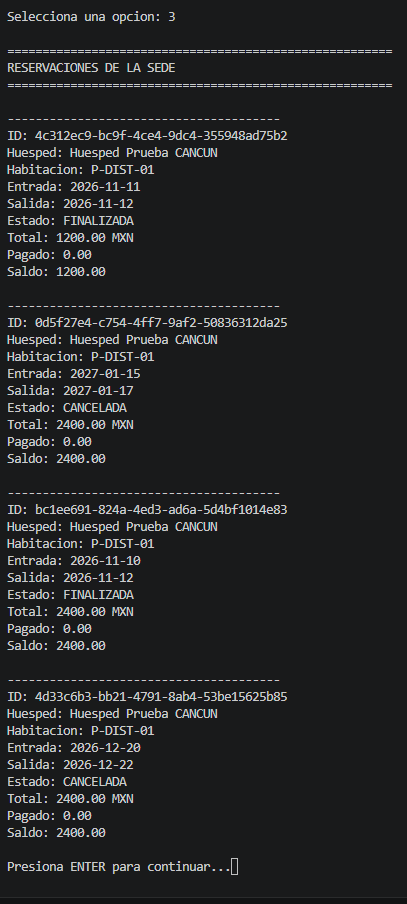 Selecciona una opcion: 3
=======================================================
RESERVACIONES DE LA SEDE
=======================================================
---------------------------------------
ID: 4c312ec9-bc9f-4ce4-9dc4-355948ad75b2
Huesped: Huesped Prueba CANCUN
Habitacion: P-DIST-01
Entrada: 2026-11-11
Salida: 2026-11-12
Estado: FINALIZADA
Total: 1200.00 MXN
Pagado: 0.00
Saldo: 1200.00
---------------------------------------
ID: 0d5f27e4-c754-4ff7-9af2-50836312da25
Huesped: Huesped Prueba CANCUN
Habitacion: P-DIST-01
Entrada: 2027-01-15
Salida: 2027-01-17
Estado: CANCELADA
Total: 2400.00 MXN
Pagado: 0.00
Saldo: 2400.00
---------------------------------------
ID: bc1ee691-824a-4ed3-ad6a-5d4bf1014e83
Huesped: Huesped Prueba CANCUN
Habitacion: P-DIST-01
Entrada: 2026-11-10
Salida: 2026-11-12
Estado: FINALIZADA
Total: 2400.00 MXN
Pagado: 0.00
Saldo: 2400.00
---------------------------------------
ID: 4d33c6b3-bb21-4791-8ab4-53be15625b85
Huesped: Huesped Prueba CANCUN
Habitacion: P-DIST-01
Entrada: 2026-12-20
Salida: 2026-12-22
Estado: CANCELADA
Total: 2400.00 MXN
Pagado: 0.00
Saldo: 2400.00
Presiona ENTER para continuar...